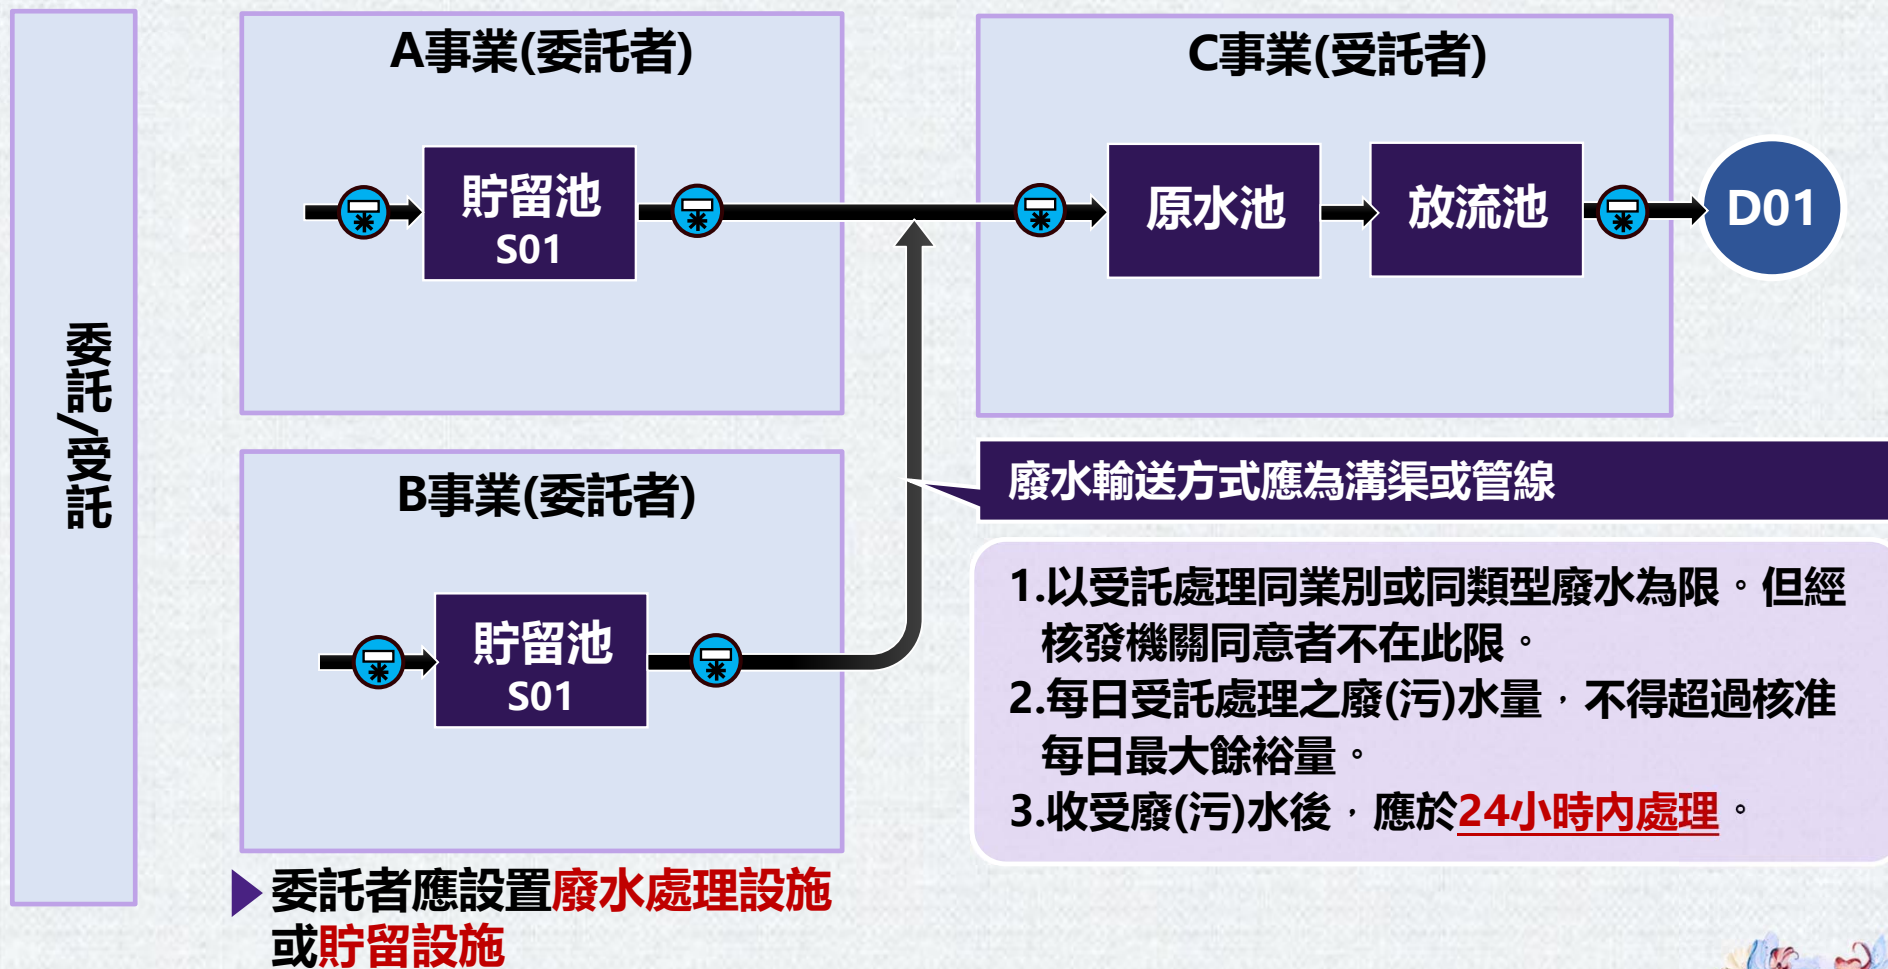 委託/受託
A事業(委託者)
貯留池
S01
B事業(委託者)
貯留池
S01
委託者應設置廢水處理設施
或貯留設施
C事業(受託者)
原水池
放流池
D01
廢水輸送方式應為溝渠或管線
1.以受託處理同業別或同類型廢水為限。但經
核發機關同意者不在此限。
2.每日受託處理之廢(污)水量，不得超過核准
每日最大餘裕量。
3.收受廢(污)水後，應於24小時內處理。